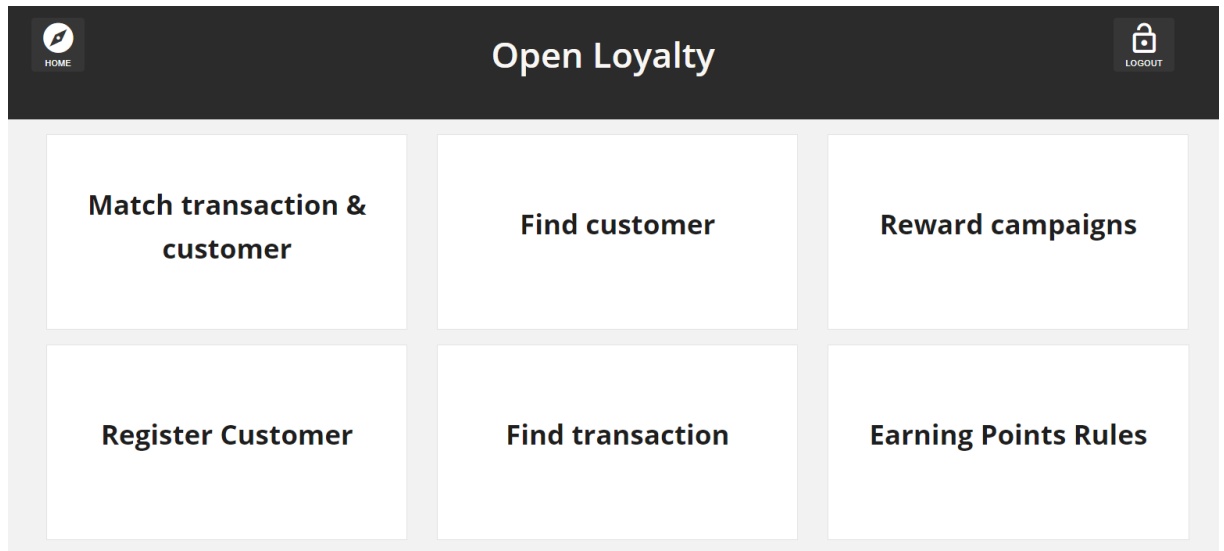 HOME
Open Loyalty
LOGOUT
Match transaction &
customer
Find customer
Reward campaigns
Register Customer
Find transaction
Earning Points Rules